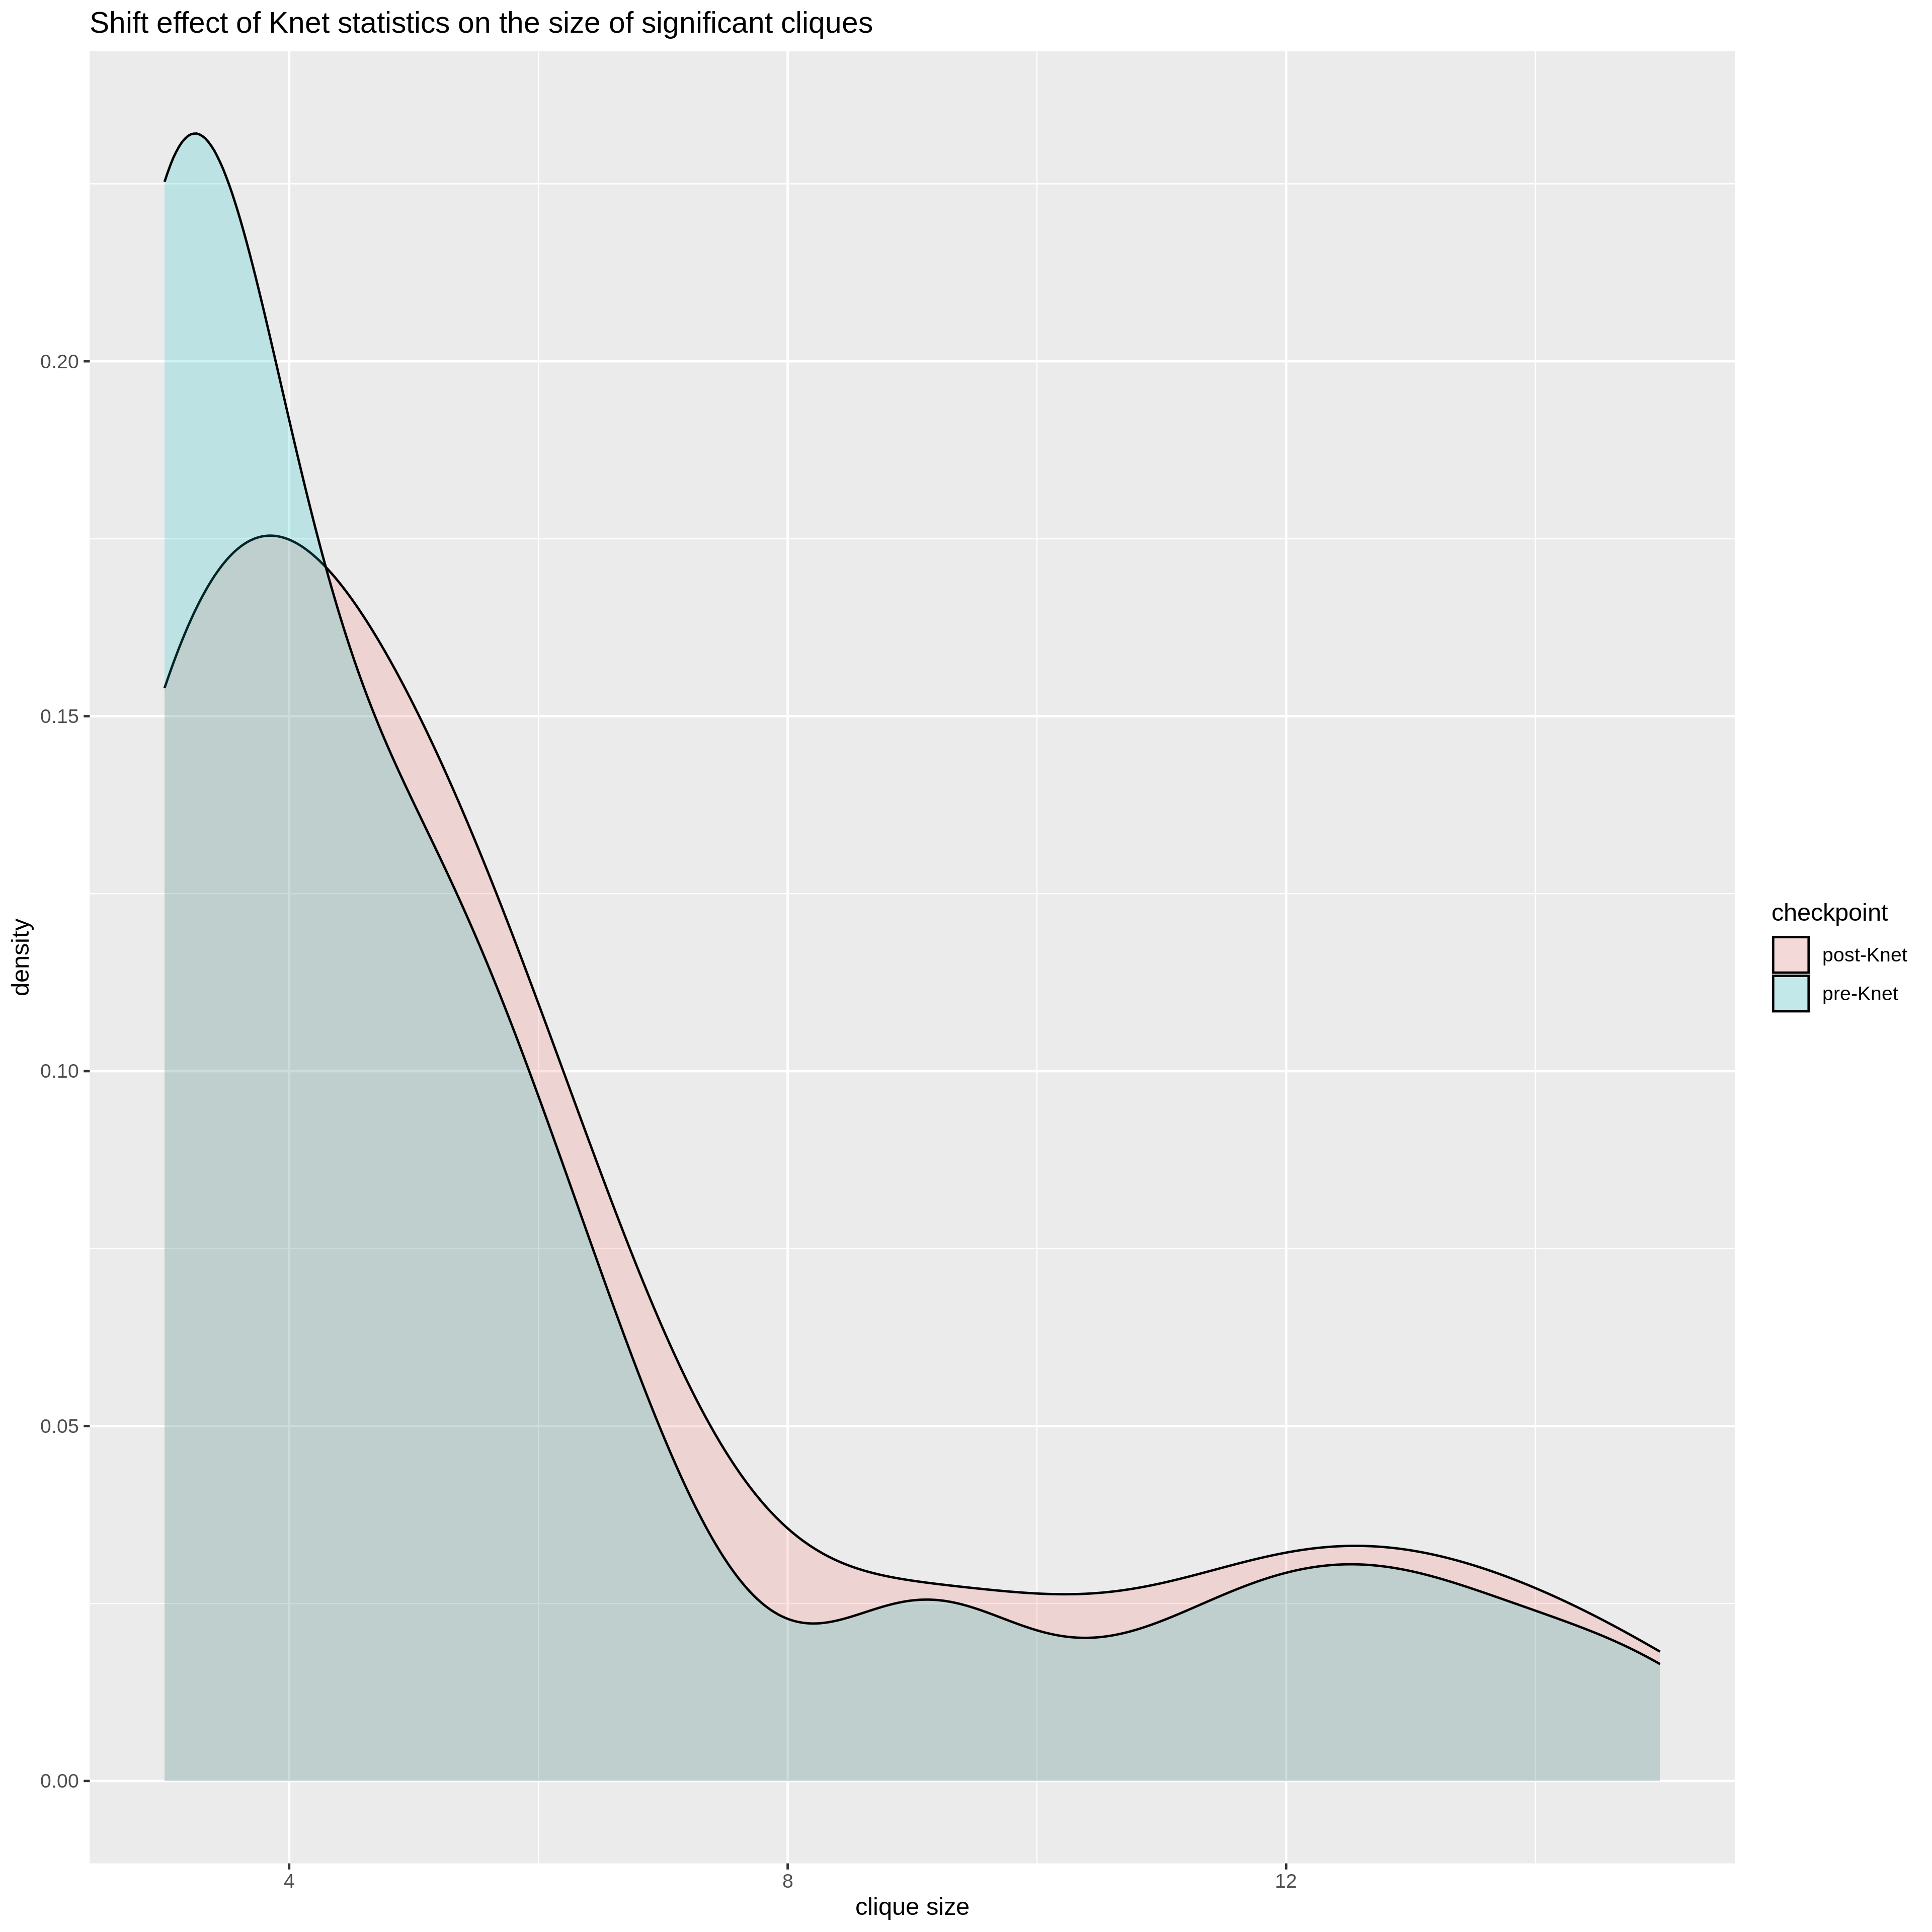 Shift effect of Knet statistics on the size of significant cliques
0.20
0.15
0.10
0.05
0.00
density
4 8 12
clique size
checkpoint
post-Knet
pre-Knet